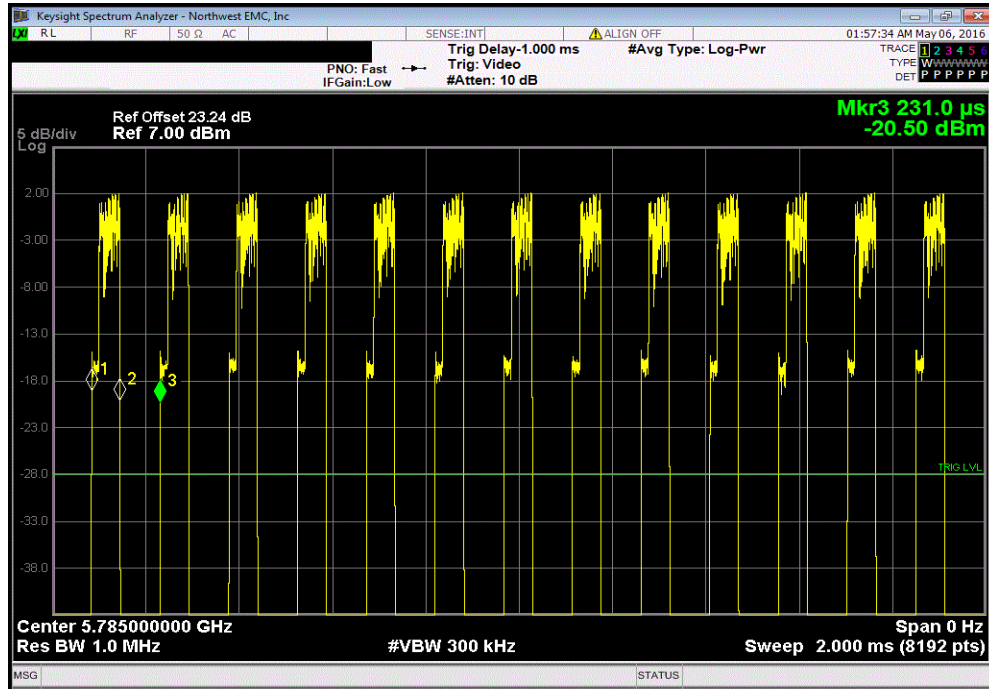 Keysight Spectrum Analyzer - Northwest EMC, Inc
LXI RL RF 50 Ω AC SENSE:INT ALIGN OFF 01:57:34 AM May 06, 2016
Trig Delay-1.000 ms #Avg Type: Log-Pwr TRACE 1 2 3 4 5 6
PNO: Fast Trig: Video TYPE WWWWWW
IFGain:Low #Atten: 10 dB DET P P P P P P
Mkr3 231.0 µs
-20.50 dBm
Ref Offset 23.24 dB
5 dB/div Ref 7.00 dBm
Log
2.00
-3.00
-8.00
-13.0
-18.0
1
2
3
-23.0
-28.0
TRIG LVL
-33.0
-38.0
Center 5.785000000 GHz Span 0 Hz
Res BW 1.0 MHz #VBW 300 kHz Sweep 2.000 ms (8192 pts)
MSG STATUS